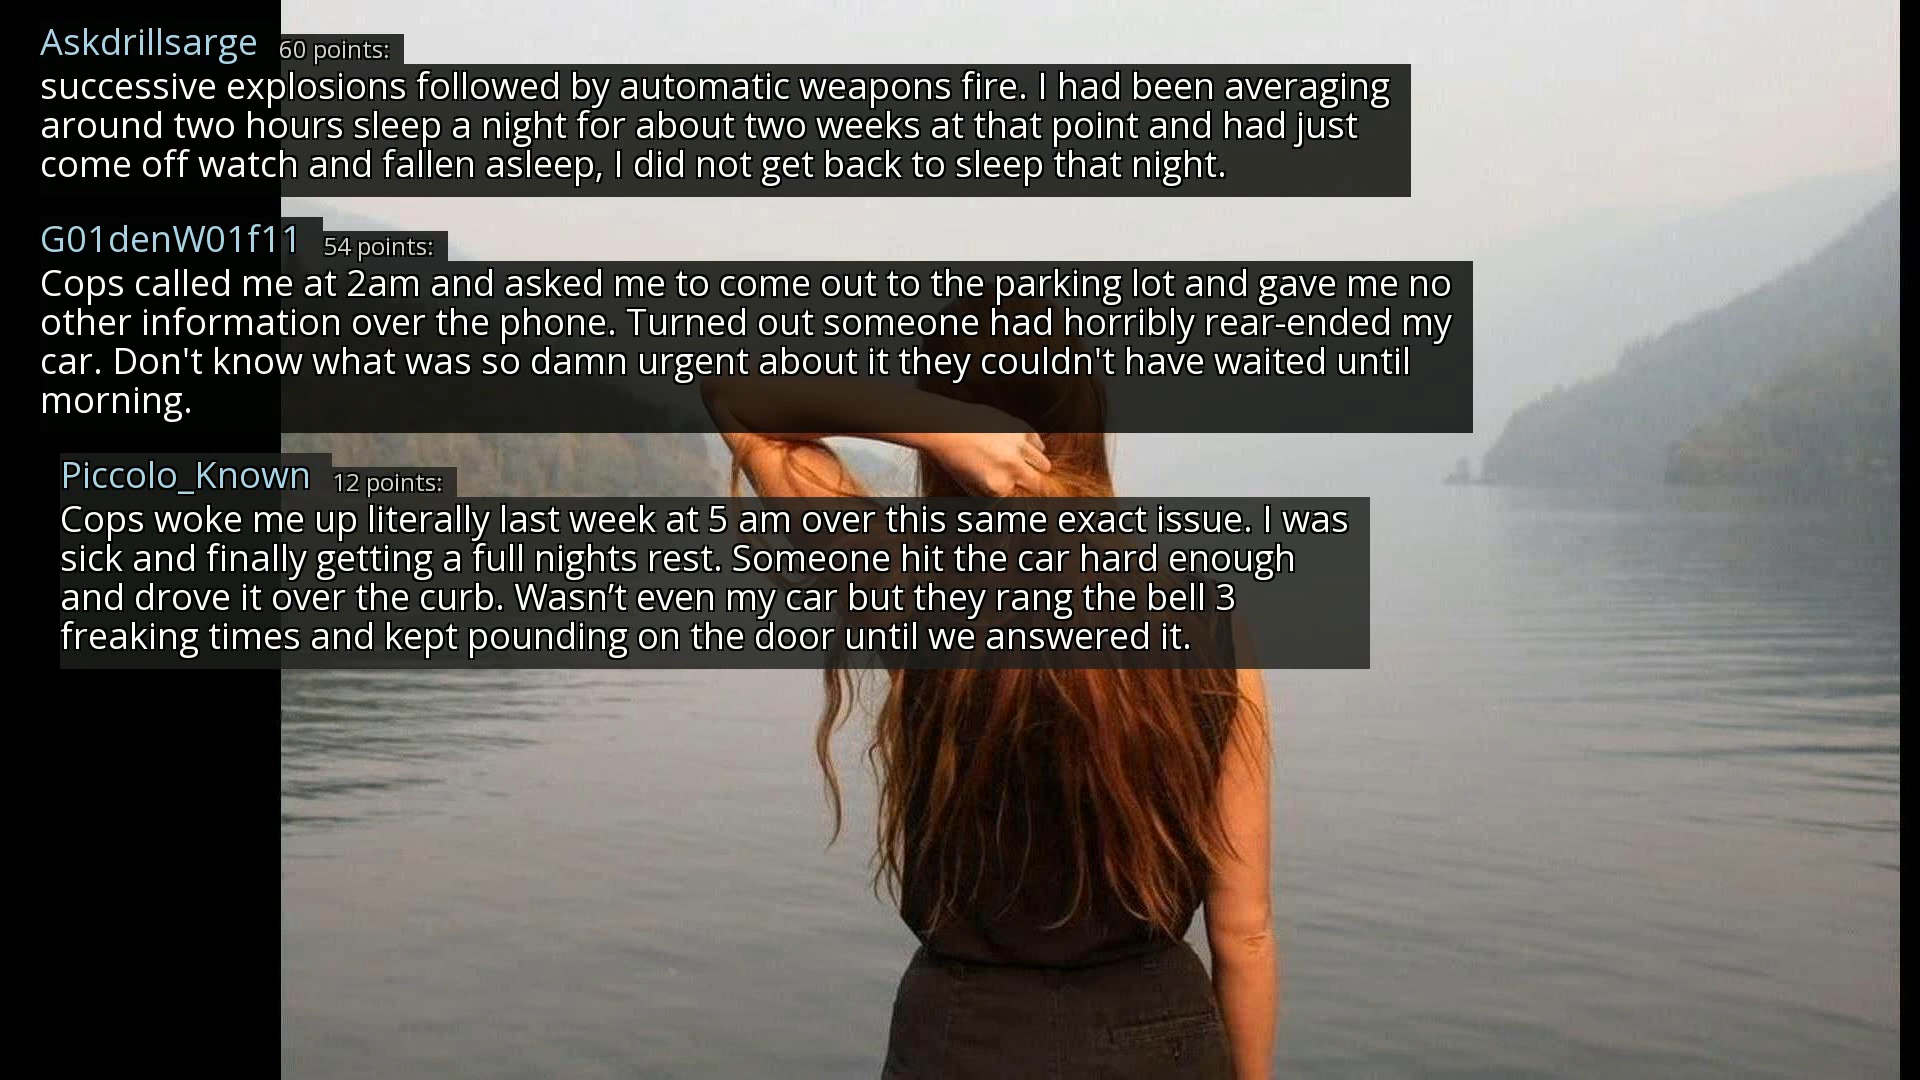 Askdrillsarge 60 points:
successive explosions followed by automatic weapons fire. I had been averaging
around two hours sleep a night for about two weeks at that point and had just
come off watch and fallen asleep, I did not get back to sleep that night.
G01denW01f11 54 points:
Cops called me at 2am and asked me to come out to the parking lot and gave me no
other information over the phone. Turned out someone had horribly rear-ended my
car. Don't know what was so damn urgent about it they couldn't have waited until
morning.
Piccolo_Known 12 points:
Cops woke me up literally last week at 5 am over this same exact issue. I was
sick and finally getting a full nights rest. Someone hit the car hard enough
and drove it over the curb. Wasn’t even my car but they rang the bell 3
freaking times and kept pounding on the door until we answered it.